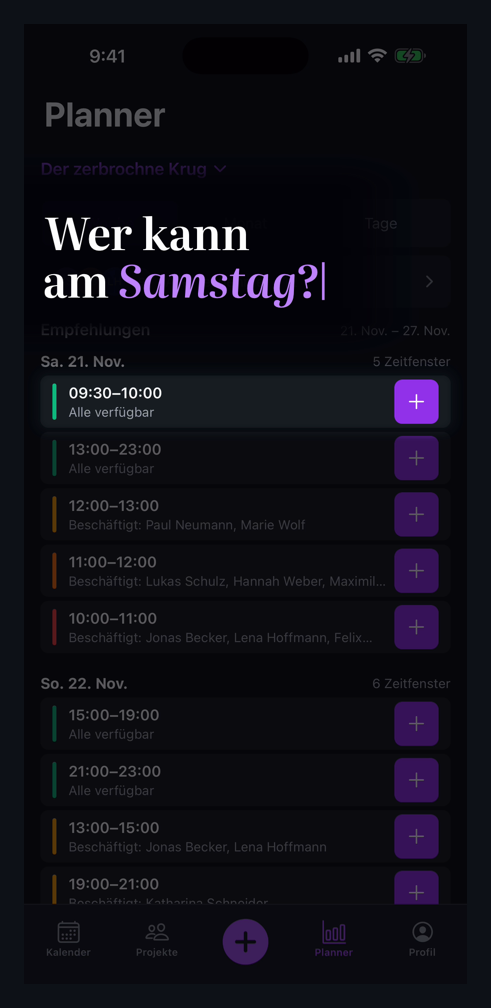 9:41
Planner
Der zerbrochne Krug
Wer kann
Tage
am Samstag?
Empfehlungen
21. Nov. – 27. Nov.
Sa. 21. Nov.
5 Zeitfenster
09:30–10:00
Alle verfügbar
13:00–23:00
Alle verfügbar
12:00–13:00
Beschäftigt: Paul Neumann, Marie Wolf
11:00–12:00
Beschäftigt: Lukas Schulz, Hannah Weber, Maximil...
10:00–11:00
Beschäftigt: Jonas Becker, Lena Hoffmann, Felix...
So. 22. Nov.
6 Zeitfenster
15:00–19:00
Alle verfügbar
21:00–23:00
Alle verfügbar
13:00–15:00
Beschäftigt: Jonas Becker, Lena Hoffmann
19:00–21:00
Beschäftigt: Katharina Schneider
Kalender
Projekte
Planner
Profil